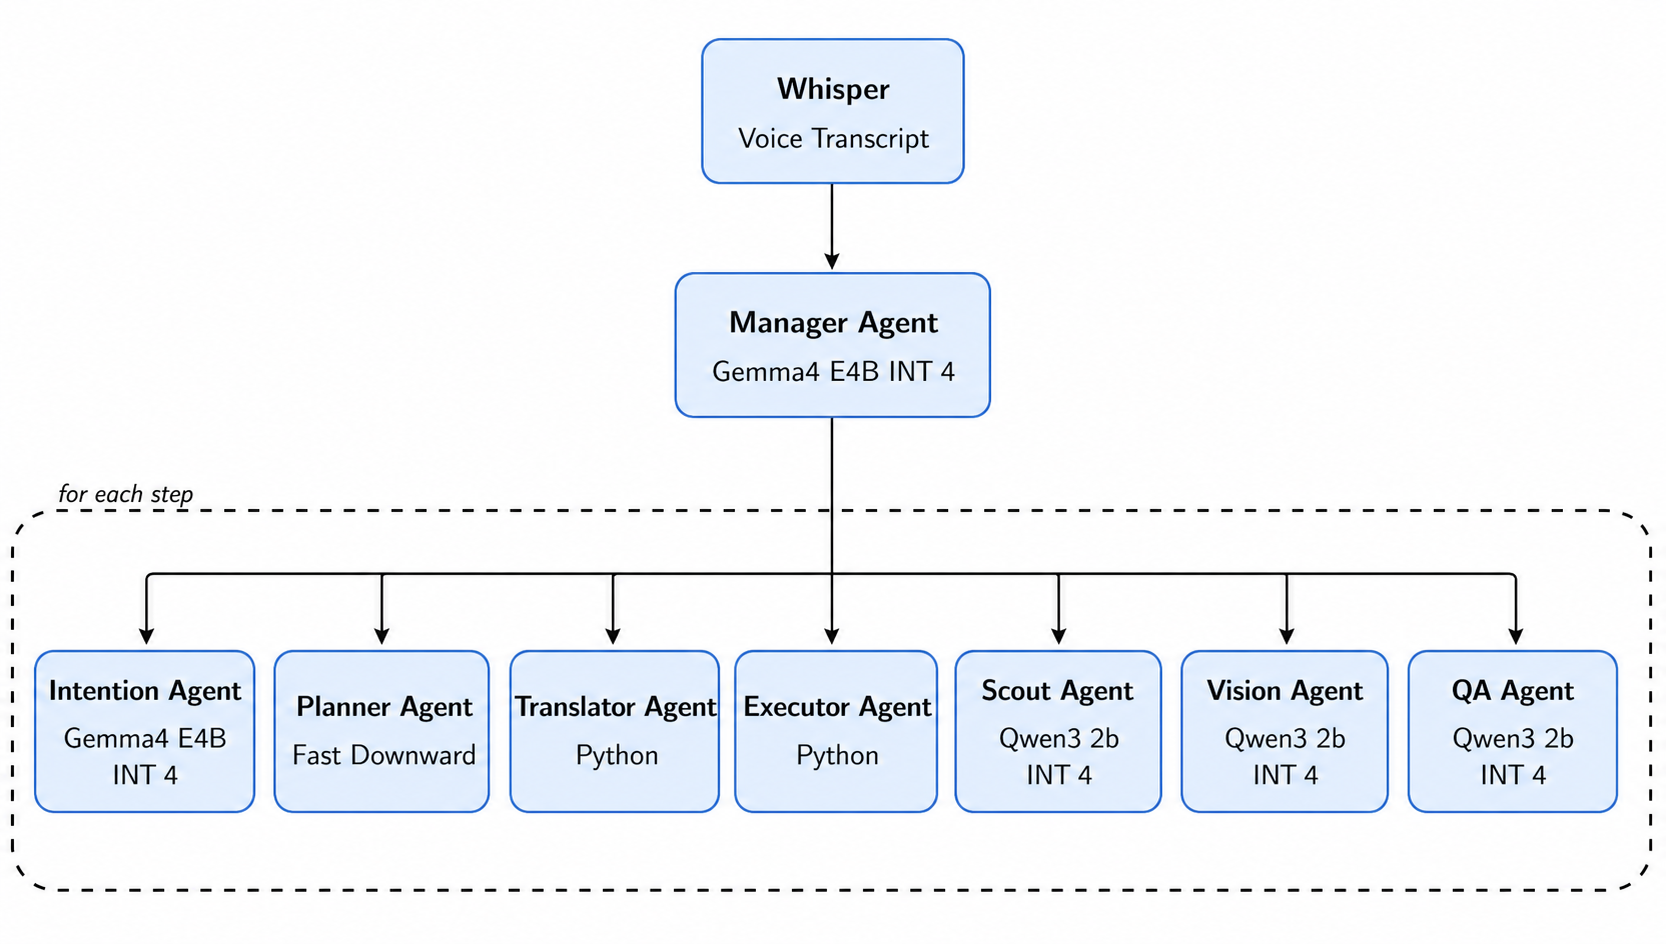 Whisper
Voice Transcript
Manager Agent
Gemma4 E4B INT 4
for each step
Intention Agent
Gemma4 E4B
INT 4
Planner Agent
Fast Downward
Translator Agent
Python
Executor Agent
Python
Scout Agent
Qwen3 2b
INT 4
Vision Agent
Qwen3 2b
INT 4
QA Agent
Qwen3 2b
INT 4